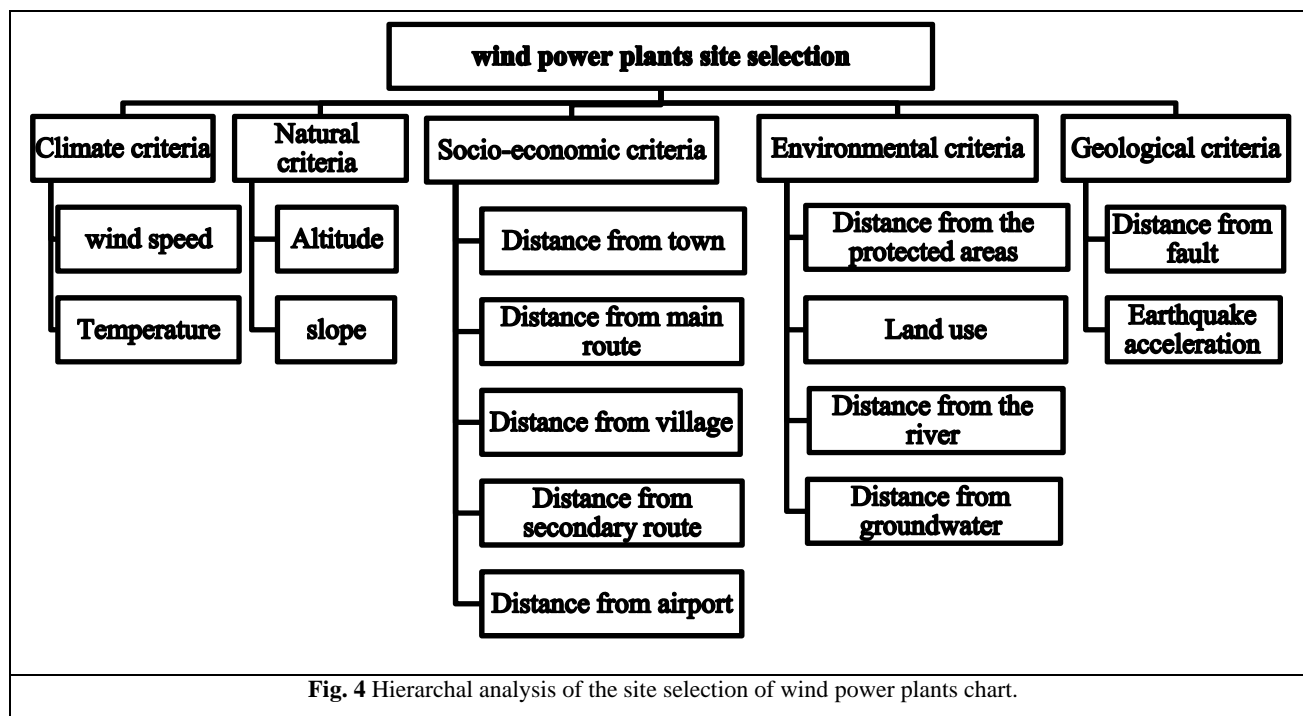 wind power plants site selection
Climate criteria
Natural
criteria
Socio-economic criteria
Environmental criteria
Geological criteria
wind speed
Temperature
Altitude
slope
Distance from town
Distance from main
route
Distance from village
Distance from
secondary route
Distance from airport
Distance from the
protected areas
Land use
Distance from the
river
Distance from
groundwater
Distance from
fault
Earthquake
acceleration
Fig. 4 Hierarchal analysis of the site selection of wind power plants chart.